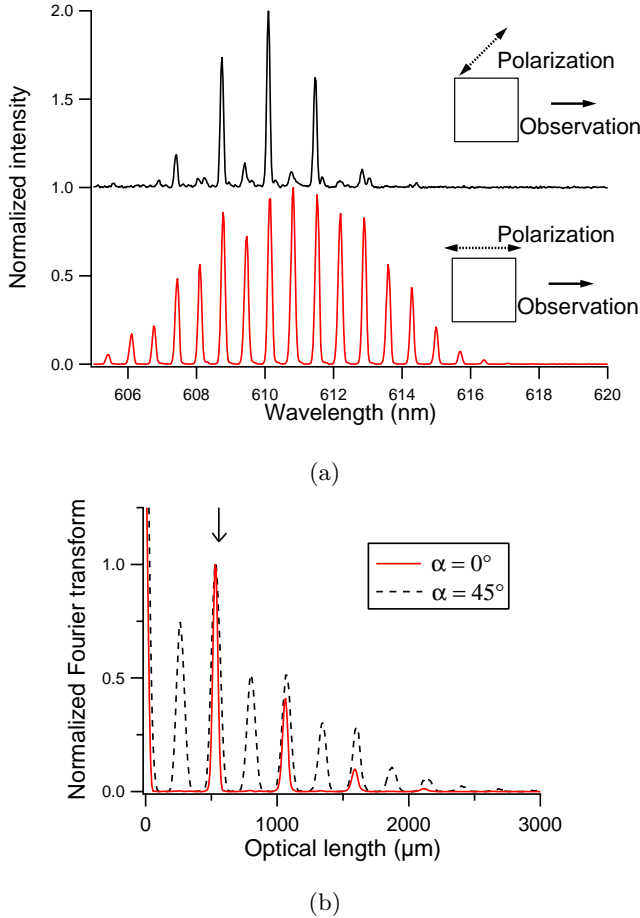 2.0
1.5
1.0
0.5
0.0
Normalized intensity
Polarization
Observation
Polarization
Observation
606 608 610 612 614 616 618 620
Wavelength (nm)
(a)
Normalized Fourier transform
1.0
0.5
0.0
α = 0°
α = 45°
0 1000 2000 3000
Optical length (µm)
(b)